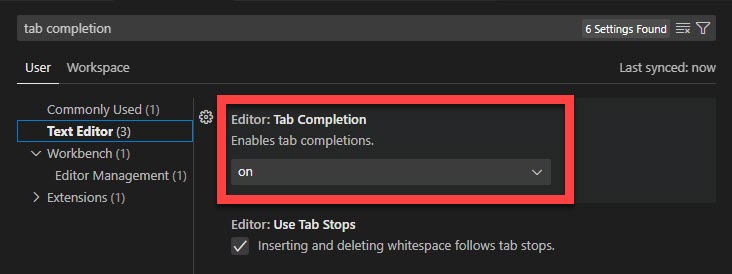 tab completion
6 Settings Found
User Workspace
Last synced: now
Commonly Used (1)
Text Editor (3)
Workbench (1)
Editor Management (1)
Extensions (1)
Editor: Tab Completion
Enables tab completions.
on
Editor: Use Tab Stops
Inserting and deleting whitespace follows tab stops.